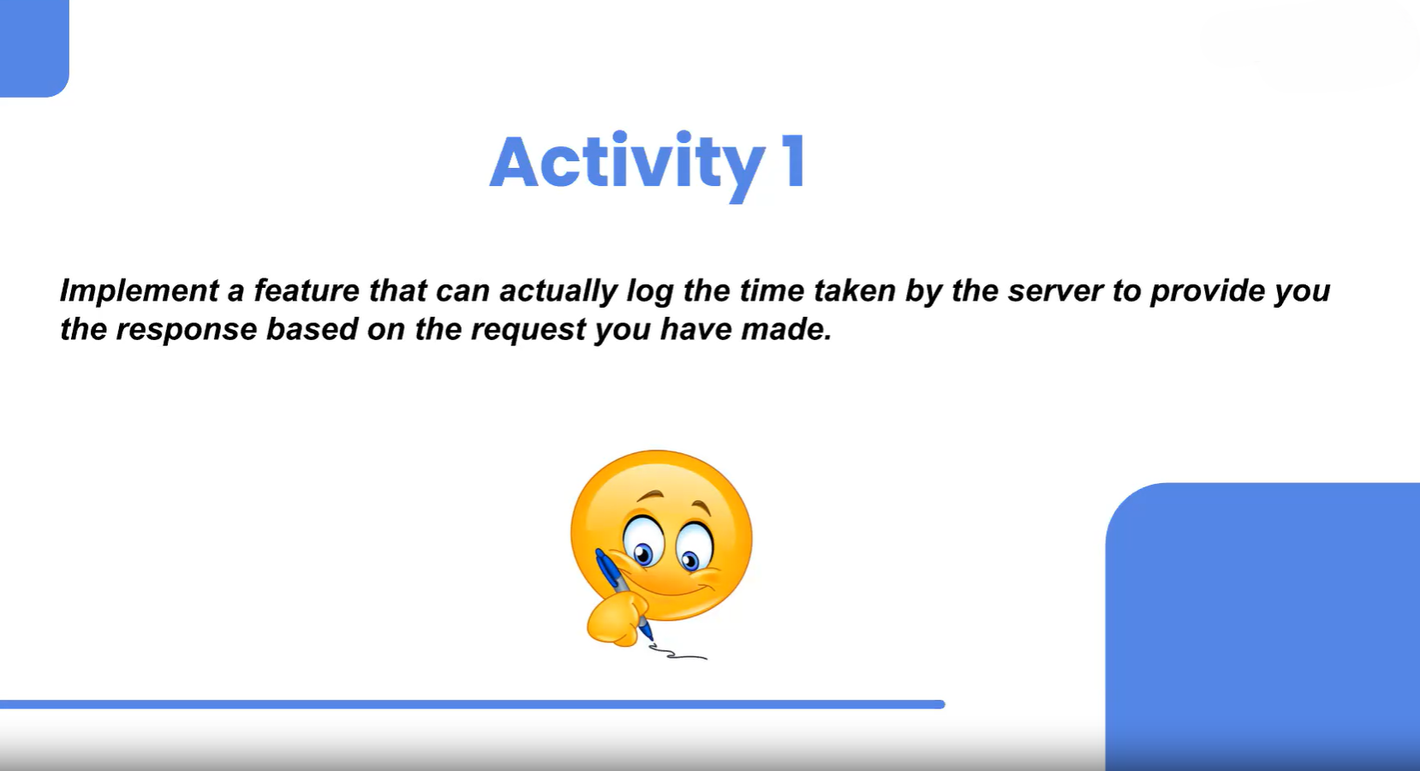 Activity 1
Implement a feature that can actually log the time taken by the server to provide you
the response based on the request you have made.